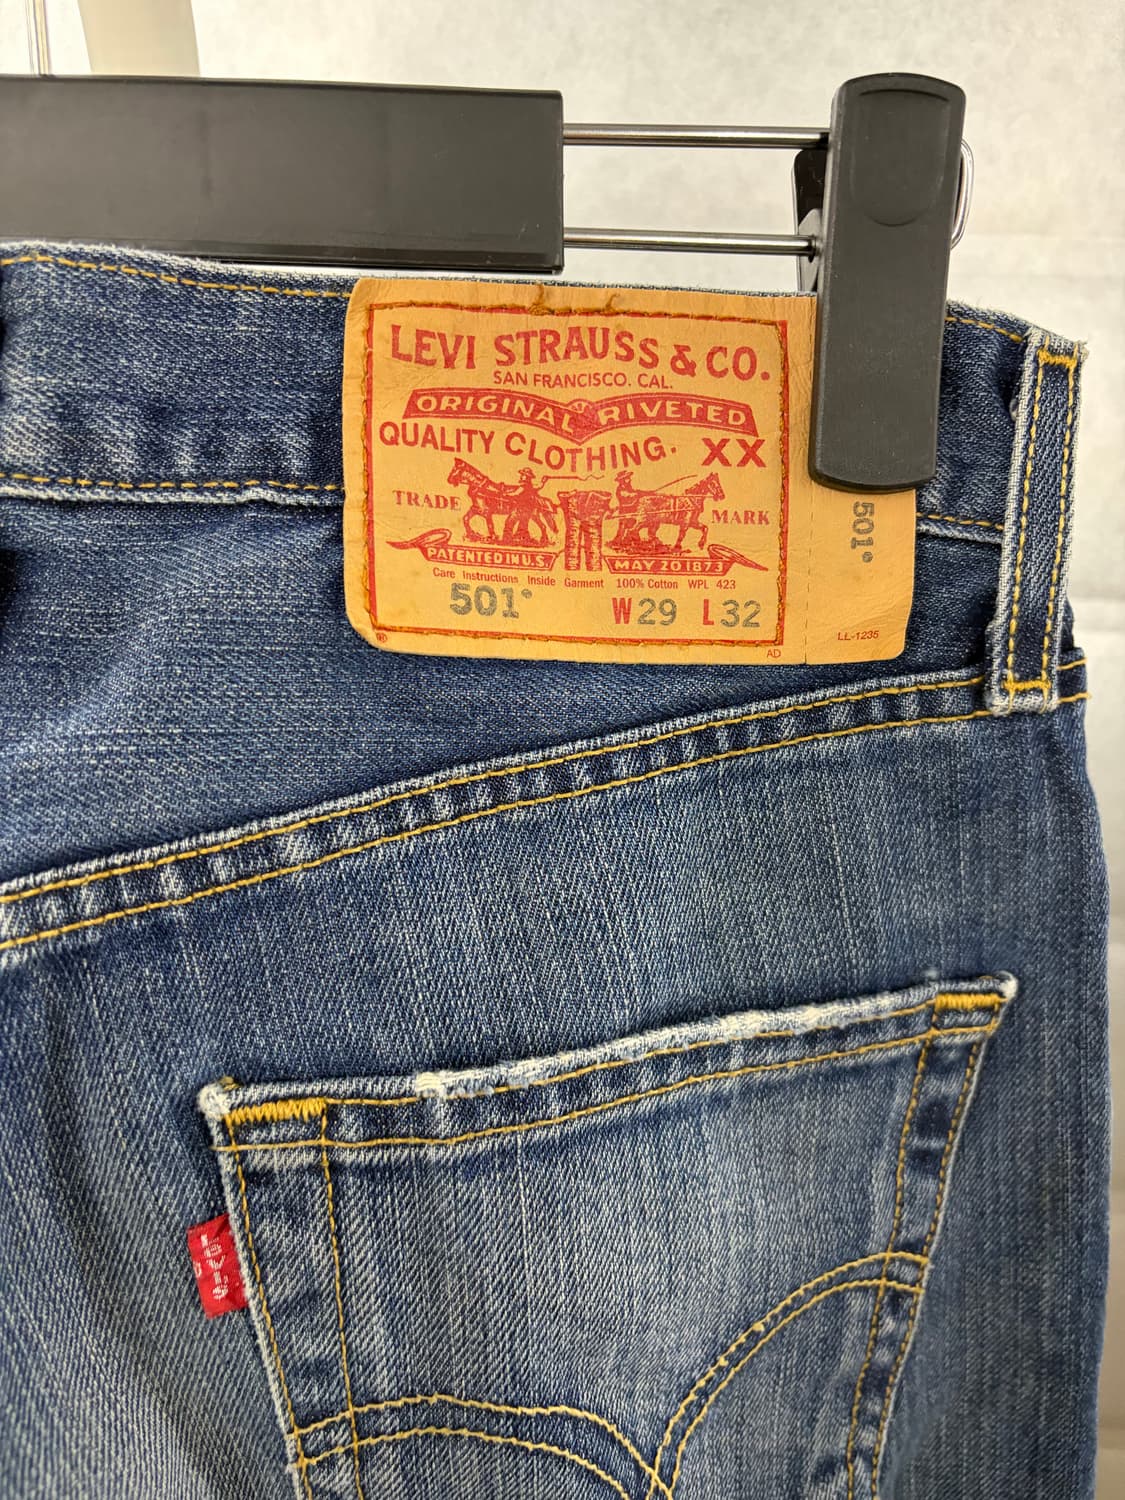 LEVI STRAUSS & CO.
SAN FRANCISCO. CAL.
ORIGINAL RIVETED
QUALITY CLOTHING. XX
TRADE MARK
PATENTED IN U.S. MAY 20 1873
Care Instructions Inside Garment 100% Cotton WPL 423
501® W29 L32
®
AD
501®
LL-1235
LEVI'S